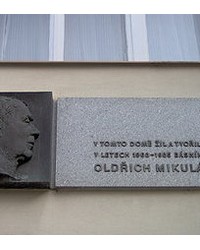 V TOMTO DOMĚ ŽIL A TVOŘIL
V LETECH BÁSNÍK
OLDŘICH MIKULÁ